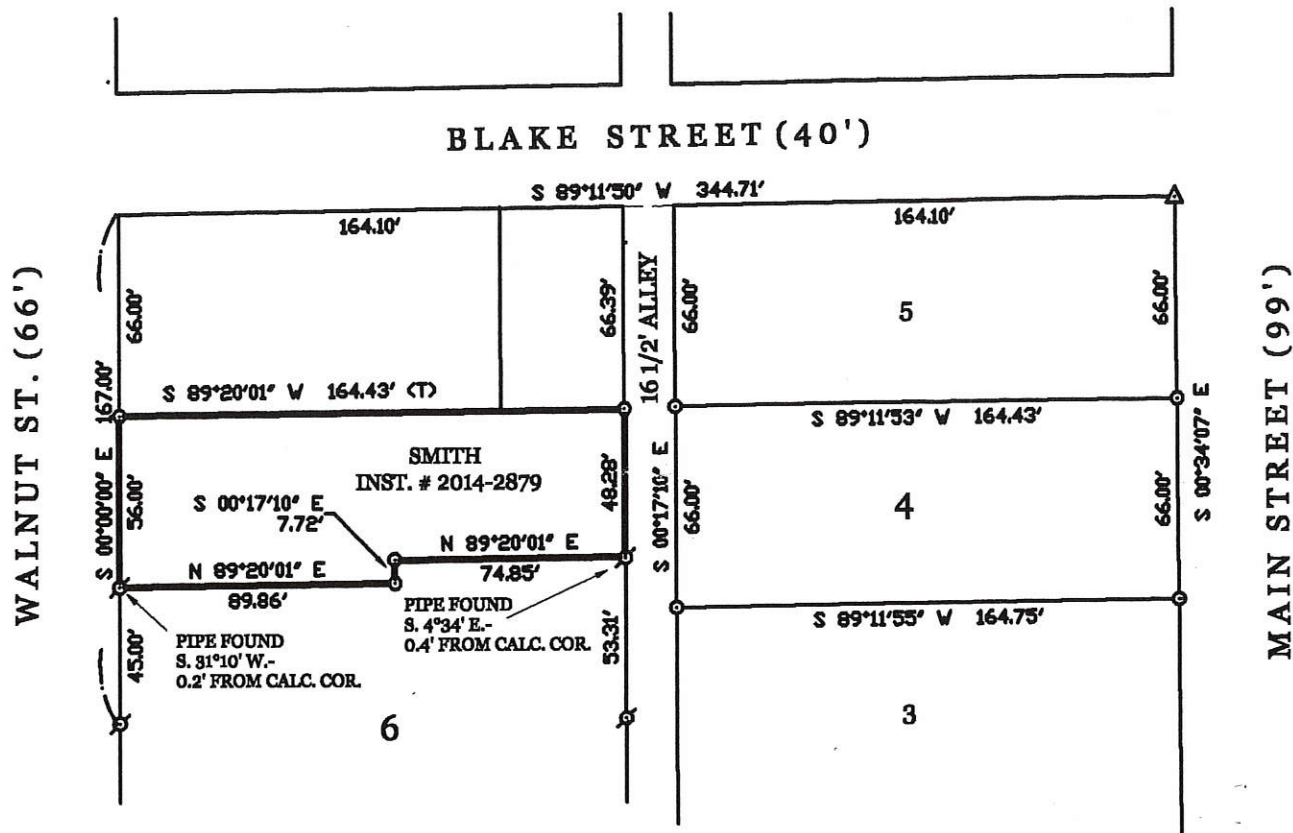 BLAKE STREET (40')
S 89°11'50" W 344.71'
164.10'
164.10'
WALNUT ST. (66')
66.00'
66.39'
16 1/2' ALLEY
66.00'
5
66.00'
MAIN STREET (99')
167.00'
S 89°20'01" W 164.43' (T)
S 89°11'53" W 164.43'
S 00°00'00" E
56.00'
SMITH
INST. # 2014-2879
48.28'
S 00°17'10" E
66.00'
4
66.00'
S 00°34'07" E
S 00°17'10" E
7.72'
N 89°20'01" E
74.85'
N 89°20'01" E
89.86'
PIPE FOUND
S. 4°34' E.-
0.4' FROM CALC. COR.
53.31'
S 89°11'55" W 164.75'
45.00'
PIPE FOUND
S. 31°10' W.-
0.2' FROM CALC. COR.
6
3